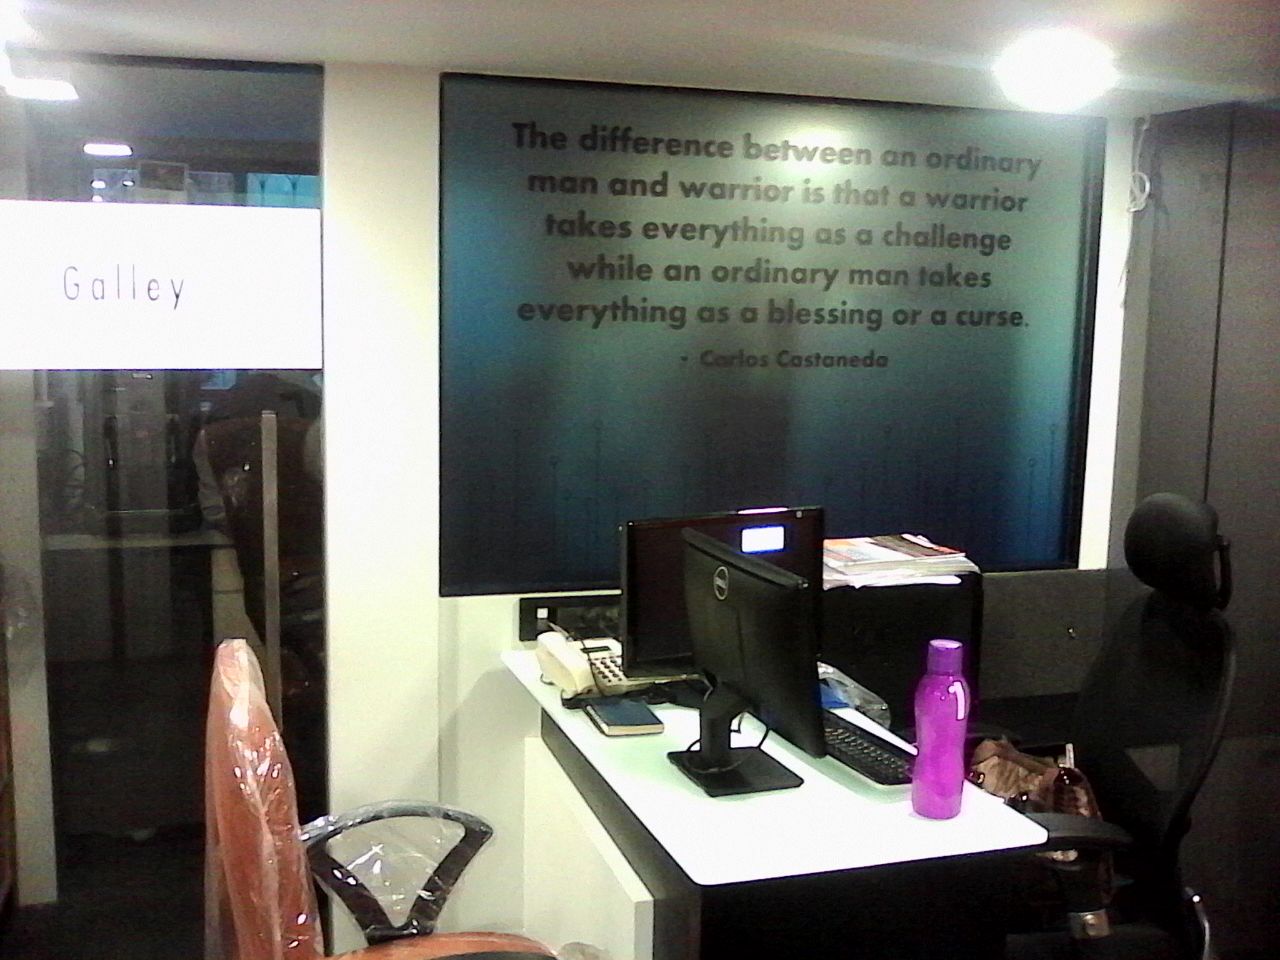 The difference between an ordinary
man and warrior is that a warrior
takes everything as a challenge
while an ordinary man takes
everything as a blessing or a curse.
- Carlos Castaneda
Galley
DELL